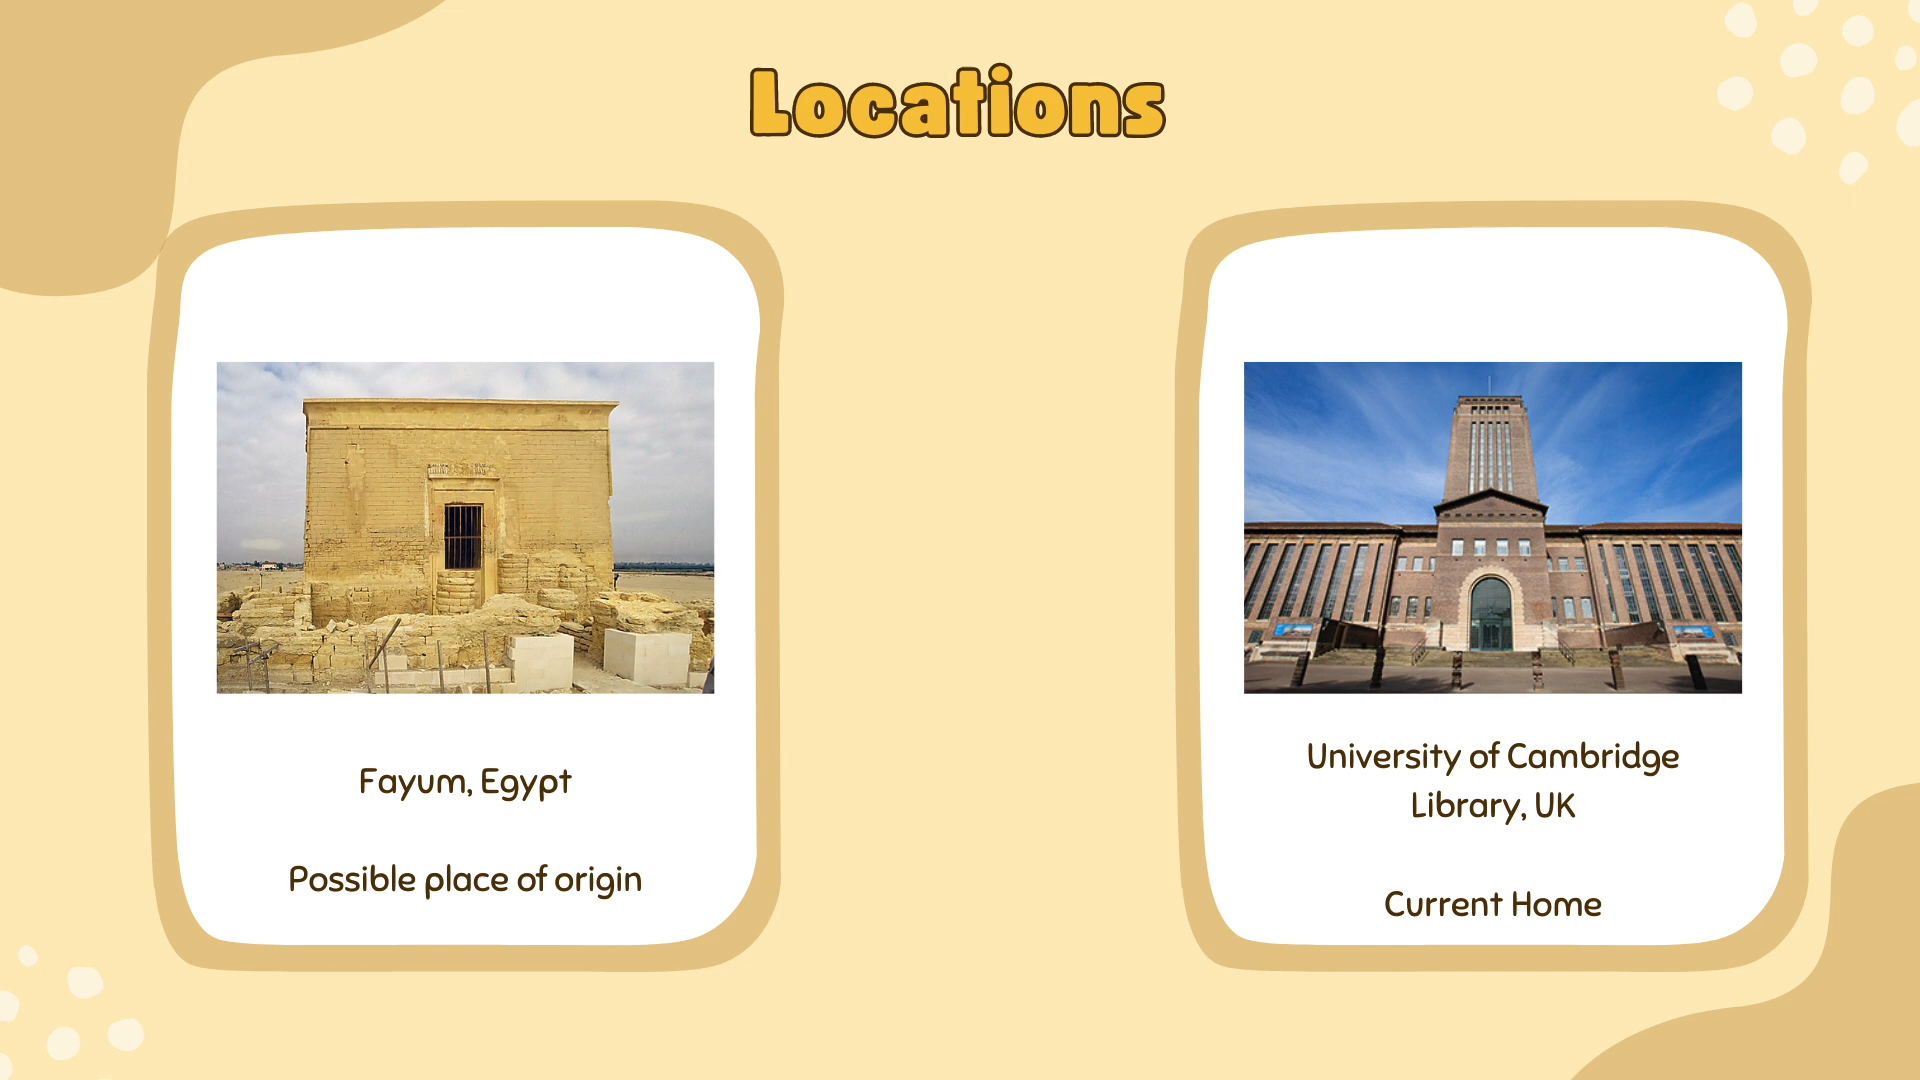 Locations
Fayum, Egypt
Possible place of origin
University of Cambridge
Library, UK
Current Home